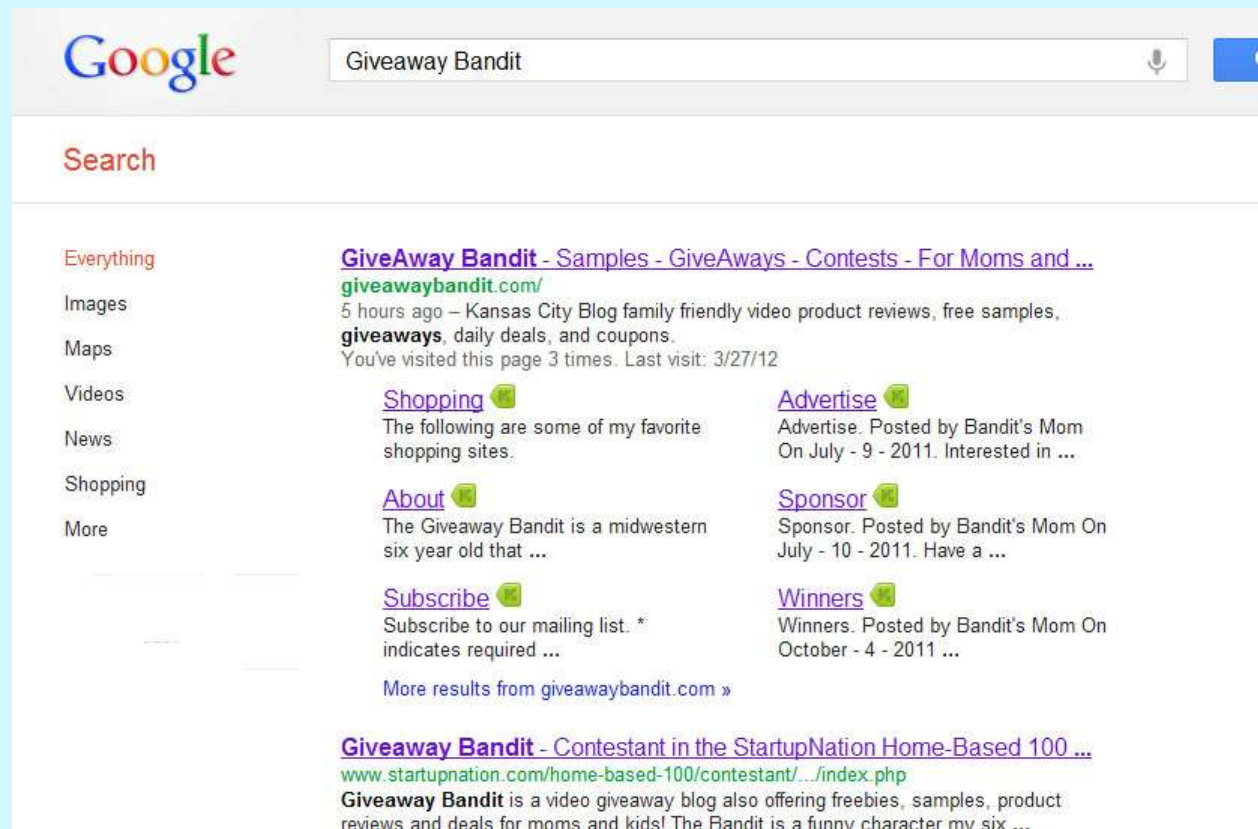 Google
Giveaway Bandit
Search
Everything
Images
Maps
Videos
News
Shopping
More
GiveAway Bandit - Samples - GiveAways - Contests - For Moms and ...
giveawaybandit.com/
5 hours ago – Kansas City Blog family friendly video product reviews, free samples,
giveaways, daily deals, and coupons.
You've visited this page 3 times. Last visit: 3/27/12
Shopping
The following are some of my favorite
shopping sites.
Advertise
Advertise. Posted by Bandit's Mom
On July - 9 - 2011. Interested in ...
About
The Giveaway Bandit is a midwestern
six year old that ...
Sponsor
Sponsor. Posted by Bandit's Mom On
July - 10 - 2011. Have a ...
Subscribe
Subscribe to our mailing list. *
indicates required ...
Winners
Winners. Posted by Bandit's Mom On
October - 4 - 2011 ...
More results from giveawaybandit.com »
Giveaway Bandit - Contestant in the StartupNation Home-Based 100 ...
www.startupnation.com/home-based-100/contestant/.../index.php
Giveaway Bandit is a video giveaway blog also offering freebies, samples, product
reviews and deals for moms and kids! The Bandit is a funny character my six ...